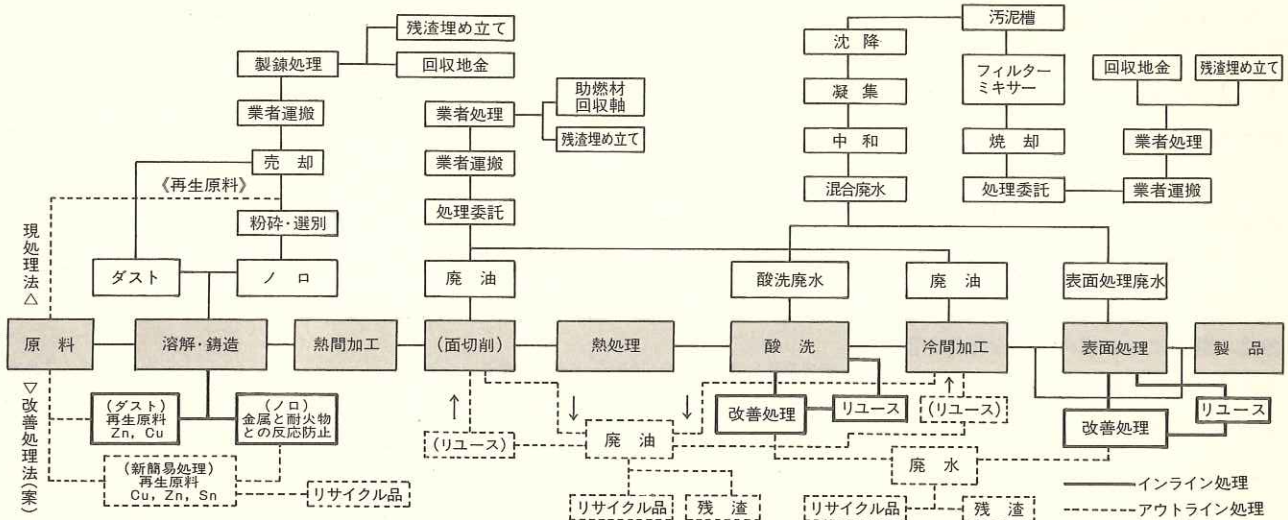 汚泥槽
残渣埋め立て
沈 降
製錬処理
回収地金
フィルター
ミキサー
回収地金
残渣埋め立て
助燃材
回収軸
凝 集
業者運搬
業者処理
残渣埋め立て
中 和
焼 却
業者処理
売 却
業者運搬
《再生原料》
混合廃水
処理委託
業者運搬
粉砕・選別
処理委託
現処理法△
ダスト
ノ ロ
廃 油
酸洗廃水
廃 油
表面処理廃水
原 料
溶解・鋳造
熱間加工
(面切削)
熱処理
酸 洗
冷間加工
表面処理
製 品
▽改善処理法(案)
(ダスト)
再生原料
Zn, Cu
(ノロ)
金属と耐火物
との反応防止
↑
↓
↓
↑
改善処理
リユース
(リユース)
リユース
改善処理
(リユース)
廃 油
廃 水
(新簡易処理)
再生原料
Cu, Zn, Sn
リサイクル品
リサイクル品
残 渣
リサイクル品
残 渣
インライン処理
アウトライン処理